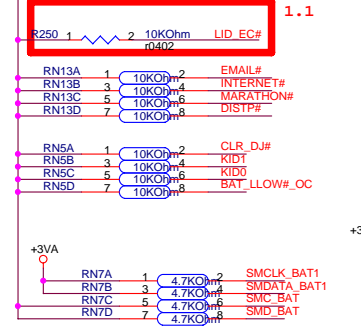 1.1
R250 1 2 10KOhm LID_EC#
r0402
RN13A 1 10KOhm 2 EMAIL#
RN13B 3 10KOhm 4 INTERNET#
RN13C 5 10KOhm 6 MARATHON#
RN13D 7 10KOhm 8 DISTP#
RN5A 1 10KOhm 2 CLR_DJ#
RN5B 3 10KOhm 4 KID1
RN5C 5 10KOhm 6 KID0
RN5D 7 10KOhm 8 BAT_LLOW#_OC
+3
+3VA
RN7A 1 4.7KOhm 2 SMCLK_BAT1
RN7B 3 4.7KOhm 4 SMDATA_BAT1
RN7C 5 4.7KOhm 6 SMC_BAT
RN7D 7 4.7KOhm 8 SMD_BAT